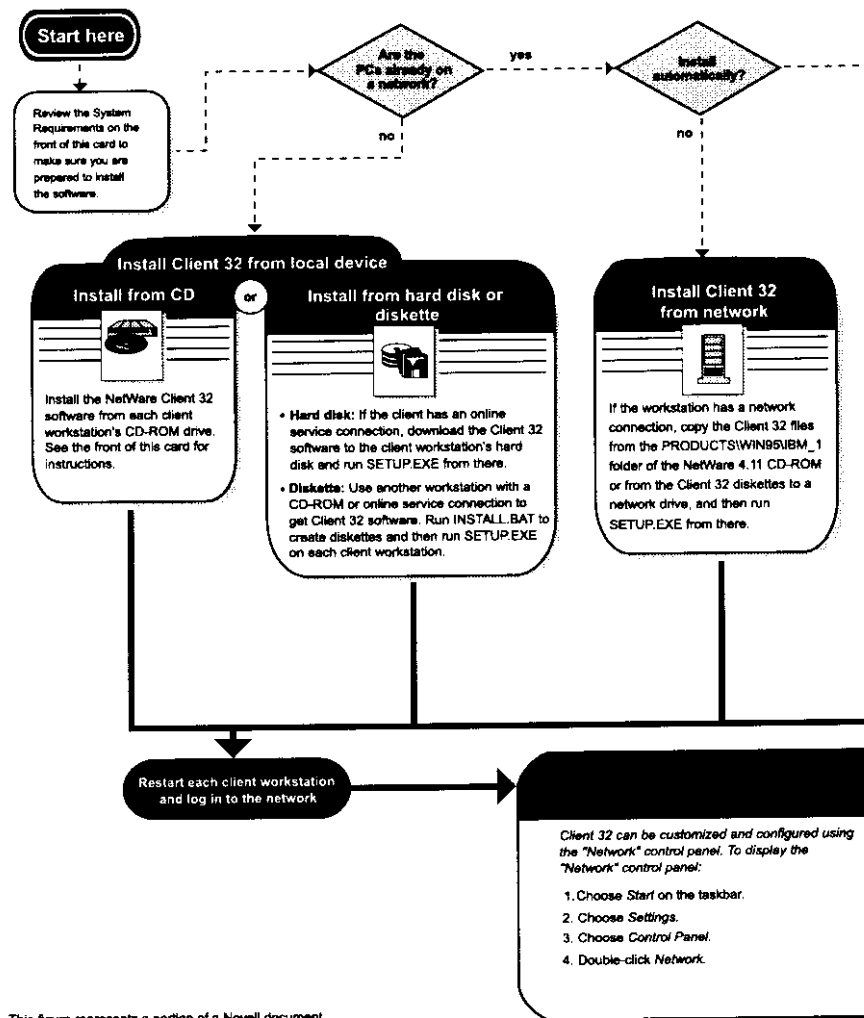 Start here
Review the System
Requirements on the
front of this card to
make sure you are
prepared to install
the software.
Are the
PCs already on
a network?
yes
no
Install
automatically?
no
Install Client 32 from local device
Install from CD
or
Install from hard disk or
diskette
Install the NetWare Client 32
software from each client
workstation's CD-ROM drive.
See the front of this card for
instructions.
• Hard disk: If the client has an online
service connection, download the Client 32
software to the client workstation's hard
disk and run SETUP.EXE from there.
• Diskette: Use another workstation with a
CD-ROM or online service connection to
get Client 32 software. Run INSTALL.BAT to
create diskettes and then run SETUP.EXE
on each client workstation.
Install Client 32
from network
If the workstation has a network
connection, copy the Client 32 files
from the PRODUCTS\WIN95\IBM_1
folder of the NetWare 4.11 CD-ROM
or from the Client 32 diskettes to a
network drive, and then run
SETUP.EXE from there.
Restart each client workstation
and log in to the network
Client 32 can be customized and configured using
the "Network" control panel. To display the
"Network" control panel:
1. Choose Start on the taskbar.
2. Choose Settings.
3. Choose Control Panel.
4. Double-click Network.
This figure represents a portion of a Novell document